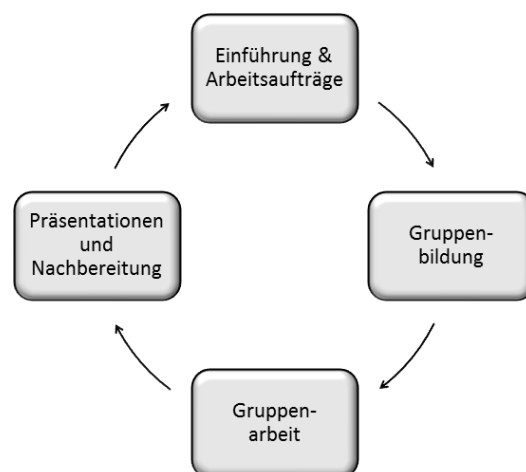 Einführung &
Arbeitsaufträge
Präsentationen
und
Nachbereitung
Gruppen-
bildung
Gruppen-
arbeit